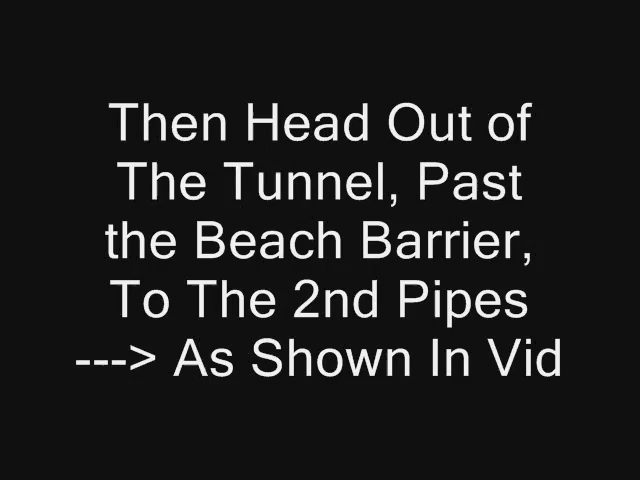 Then Head Out of
The Tunnel, Past
the Beach Barrier,
To The 2nd Pipes
---> As Shown In Vid